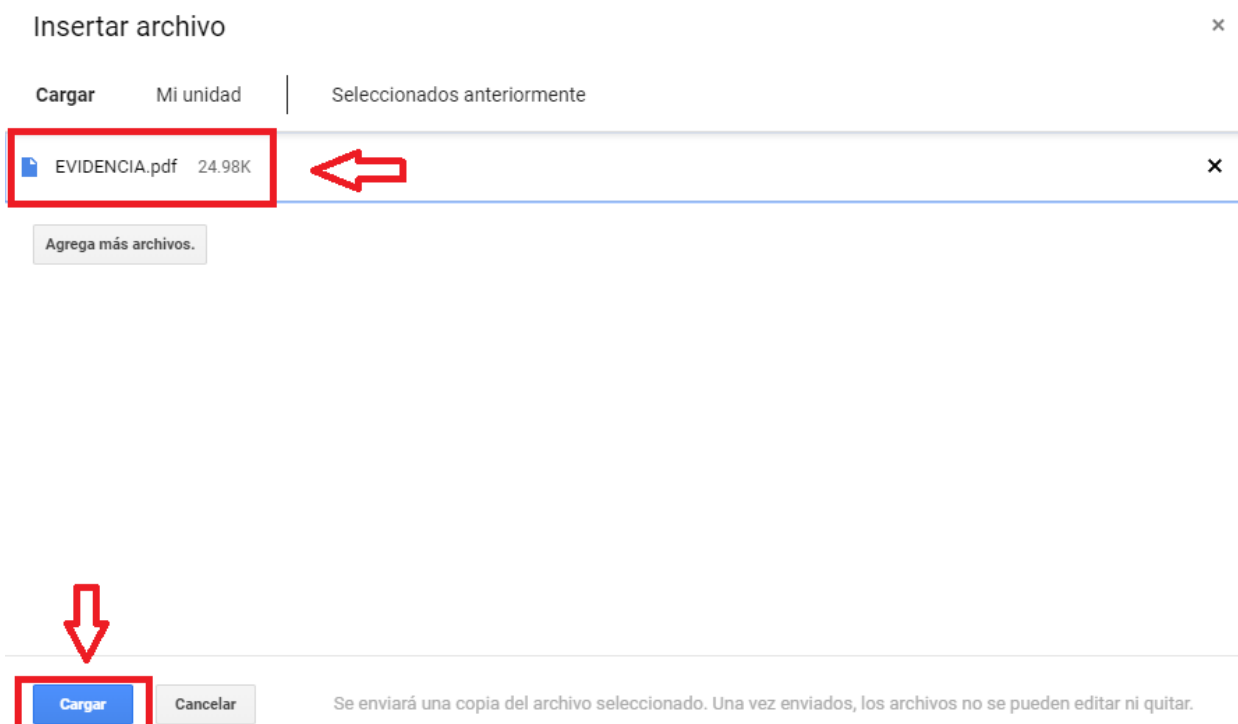 Insertar archivo
Cargar Mi unidad Seleccionados anteriormente
EVIDENCIA.pdf 24.98K
Agrega más archivos.
Cargar Cancelar Se enviará una copia del archivo seleccionado. Una vez enviados, los archivos no se pueden editar ni quitar.